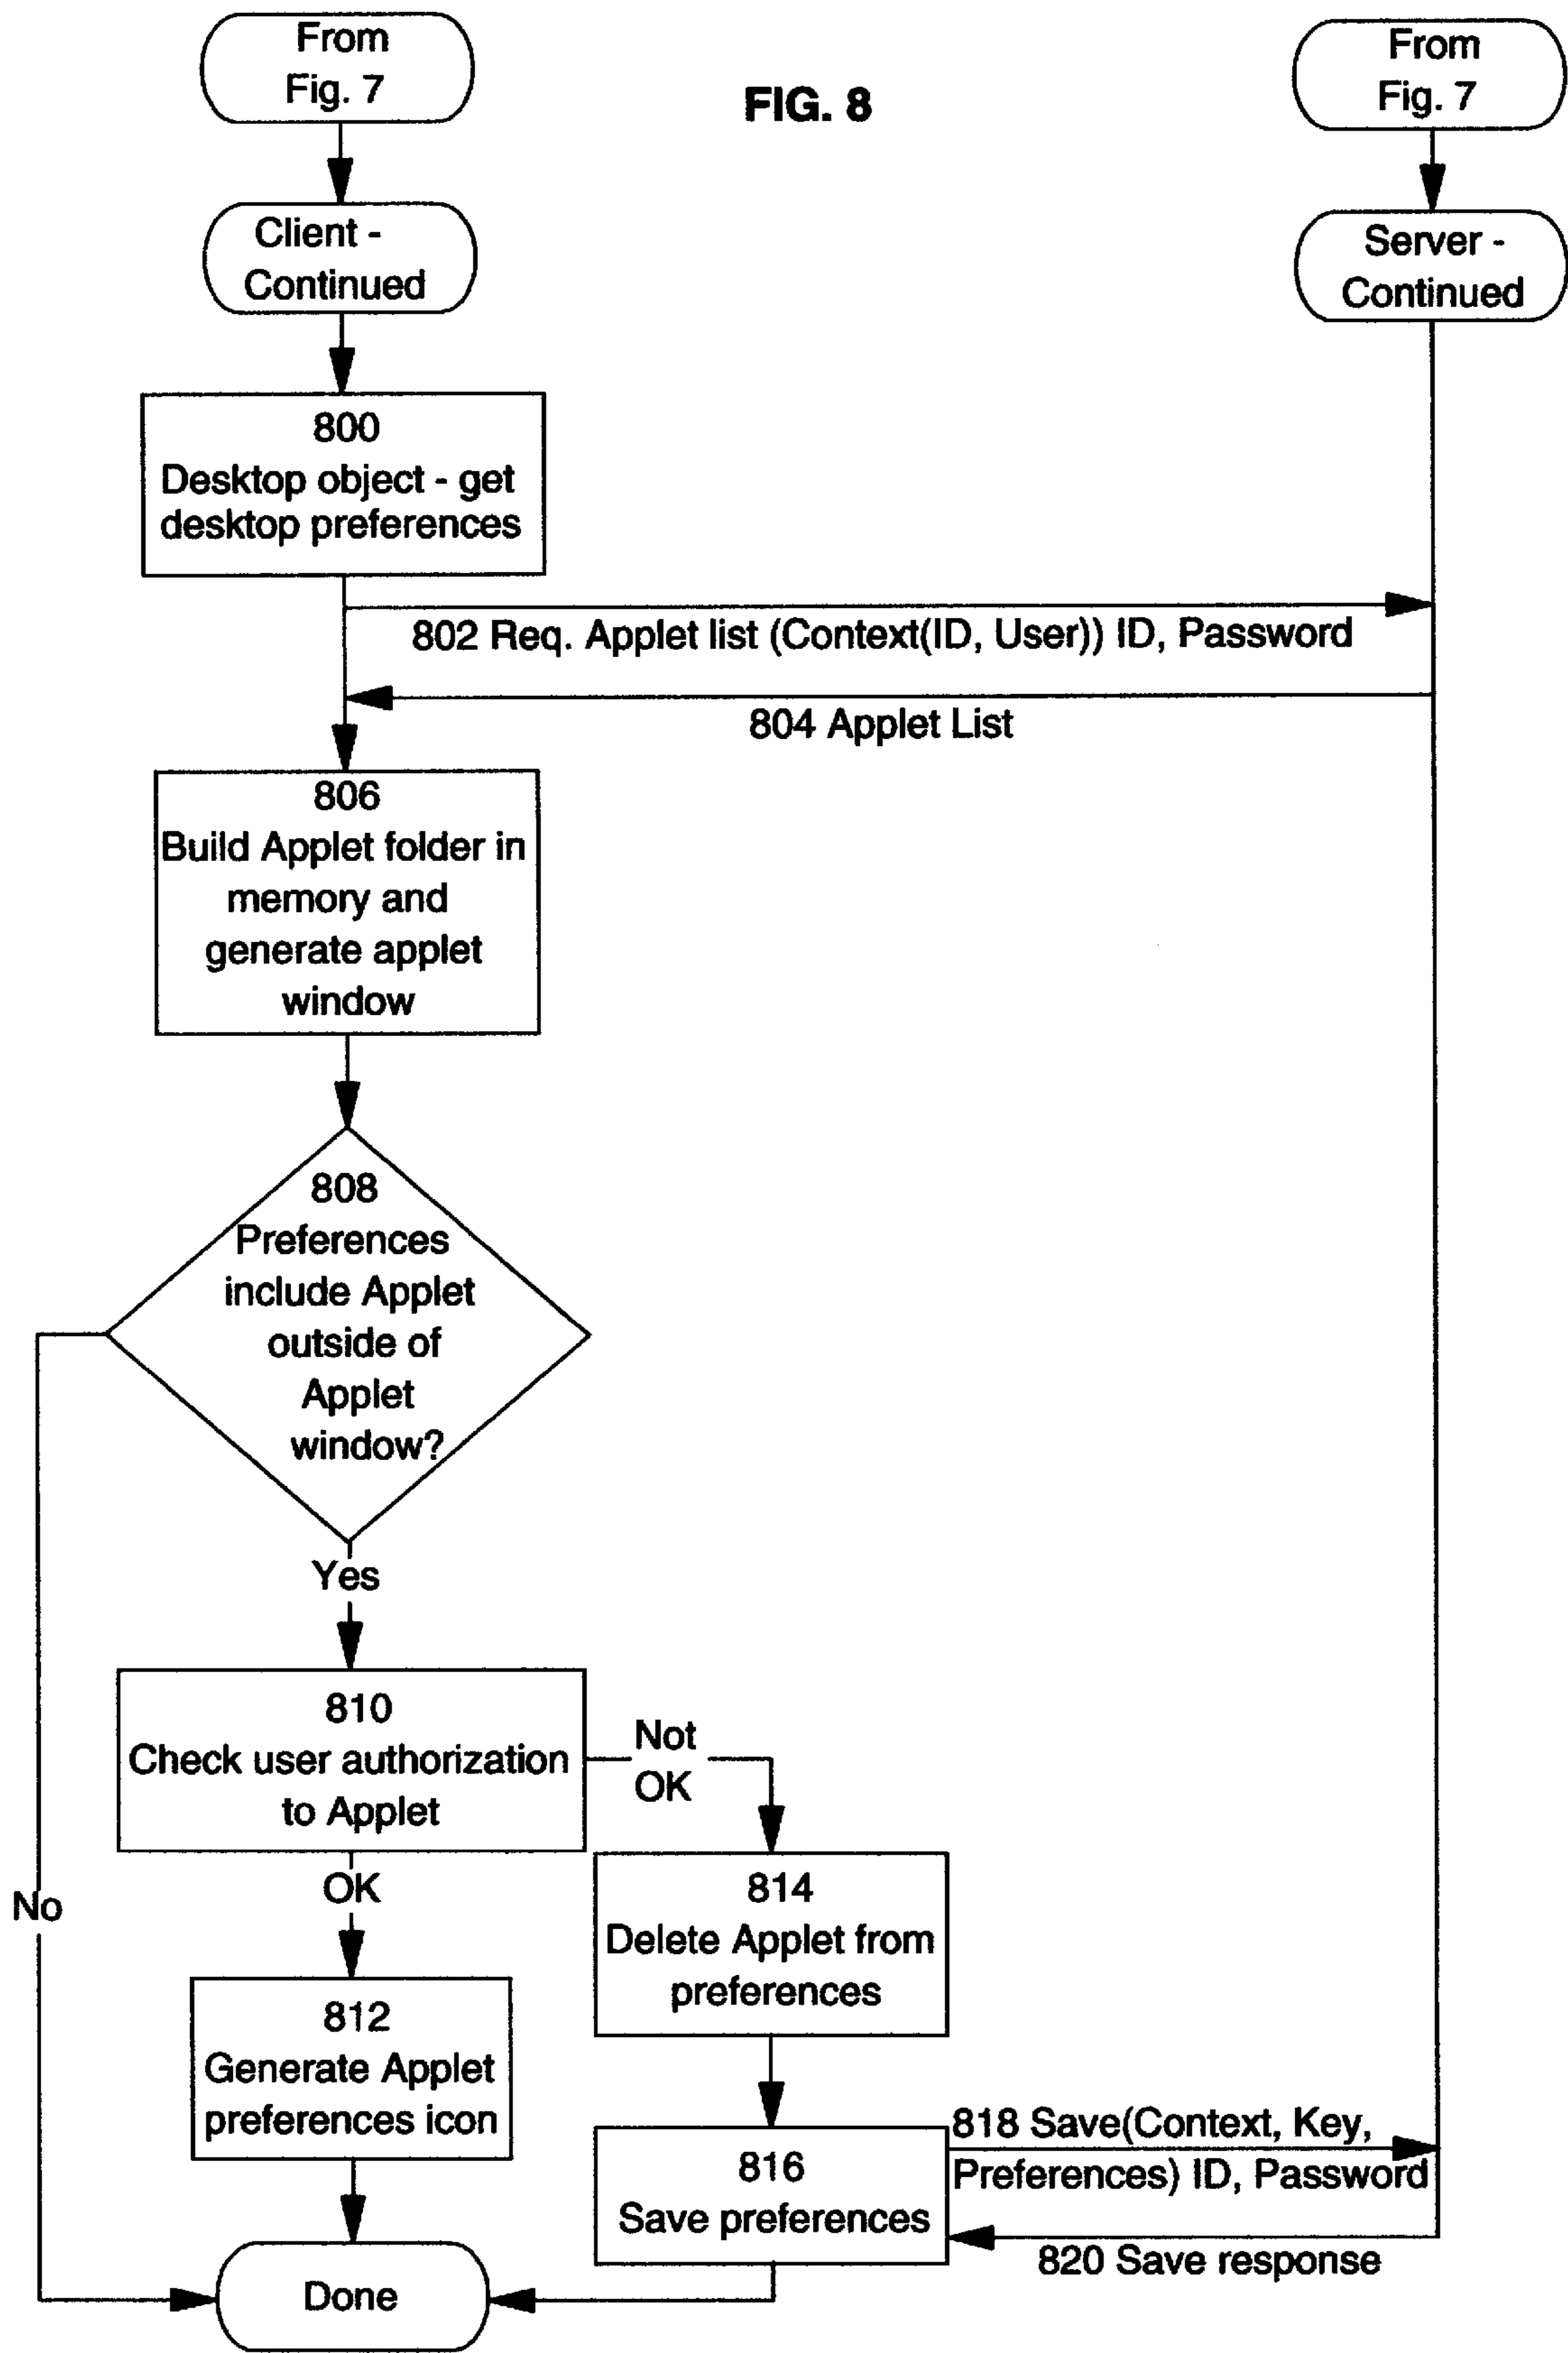 From
Fig. 7
FIG. 8
From
Fig. 7
Client -
Continued
Server -
Continued
800
Desktop object - get
desktop preferences
802 Req. Applet list (Context(ID, User)) ID, Password
804 Applet List
806
Build Applet folder in
memory and
generate applet
window
808
Preferences
include Applet
outside of
Applet
window?
Yes
810
Check user authorization
to Applet
Not
OK
OK
No
814
Delete Applet from
preferences
812
Generate Applet
preferences icon
816
Save preferences
818 Save(Context, Key,
Preferences) ID, Password
820 Save response
Done